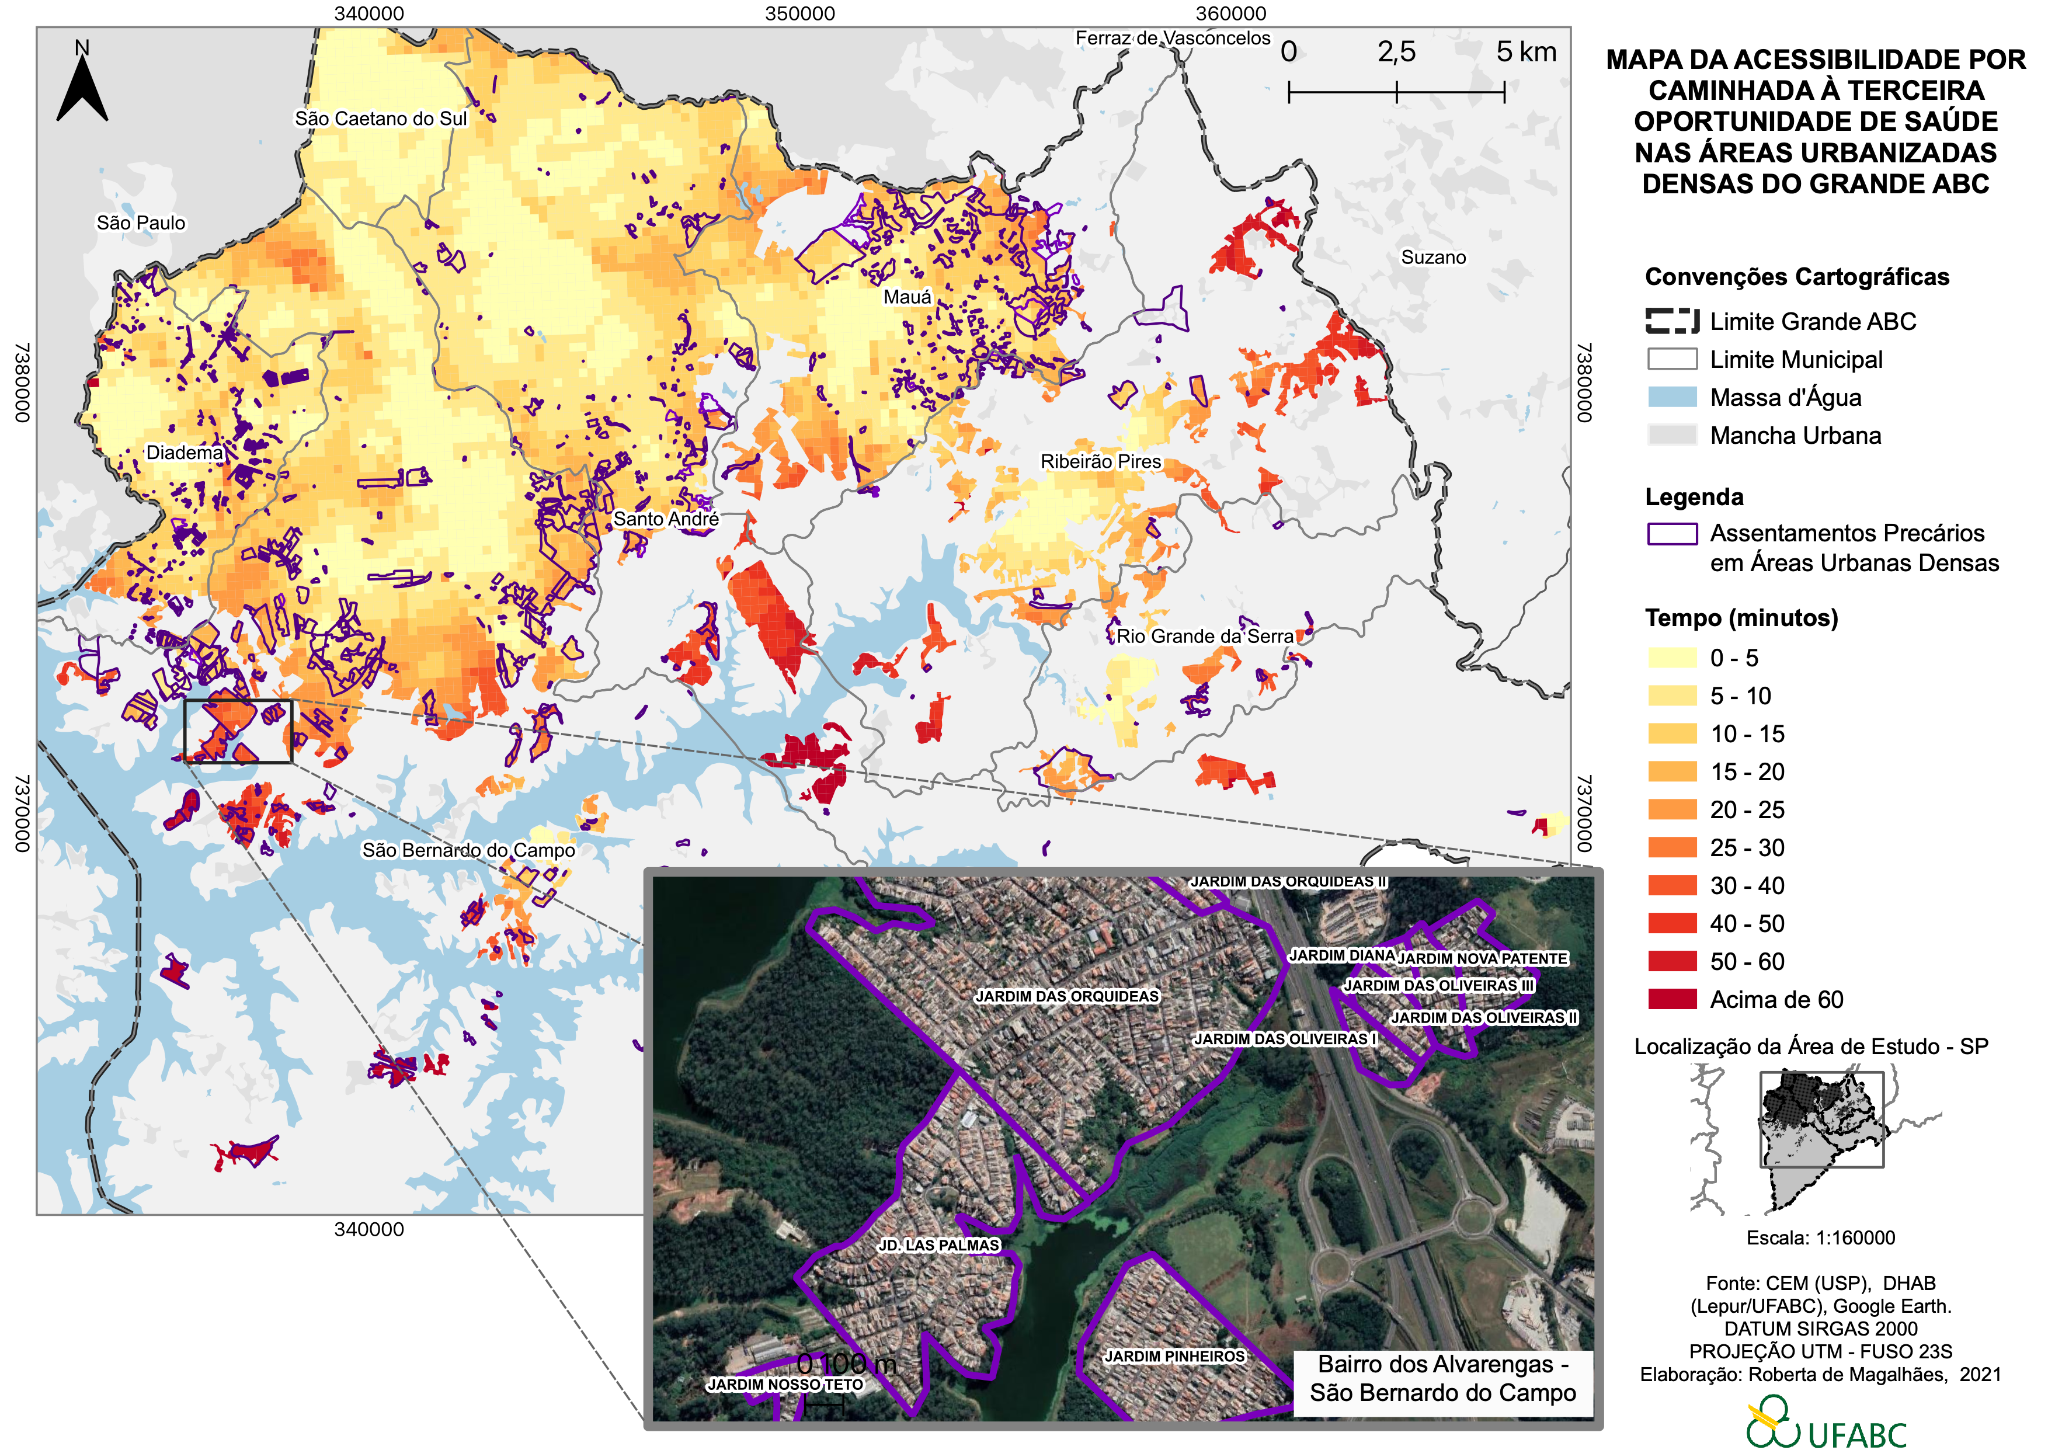 340000
350000
360000
N
Ferraz de Vasconcelos
0 2,5 5 km
São Caetano do Sul
São Paulo
Suzano
Mauá
7380000
7380000
Diadema
Ribeirão Pires
Santo André
Rio Grande da Serra
7370000
7370000
São Bernardo do Campo
340000
JARDIM DAS ORQUIDEAS II
JARDIM DIANA
JARDIM NOVA PATENTE
JARDIM DAS OLIVEIRAS III
JARDIM DAS ORQUIDEAS
JARDIM DAS OLIVEIRAS II
JARDIM DAS OLIVEIRAS I
JD. LAS PALMAS
JARDIM PINHEIROS
0 100 m
JARDIM NOSSO TETO
Bairro dos Alvarengas -
São Bernardo do Campo
MAPA DA ACESSIBILIDADE POR
CAMINHADA À TERCEIRA
OPORTUNIDADE DE SAÚDE
NAS ÁREAS URBANIZADAS
DENSAS DO GRANDE ABC
Convenções Cartográficas
Limite Grande ABC
Limite Municipal
Massa d'Água
Mancha Urbana
Legenda
Assentamentos Precários
em Áreas Urbanas Densas
Tempo (minutos)
0 - 5
5 - 10
10 - 15
15 - 20
20 - 25
25 - 30
30 - 40
40 - 50
50 - 60
Acima de 60
Localização da Área de Estudo - SP
Escala: 1:160000
Fonte: CEM (USP), DHAB
(Lepur/UFABC), Google Earth.
DATUM SIRGAS 2000
PROJEÇÃO UTM - FUSO 23S
Elaboração: Roberta de Magalhães, 2021
UFABC